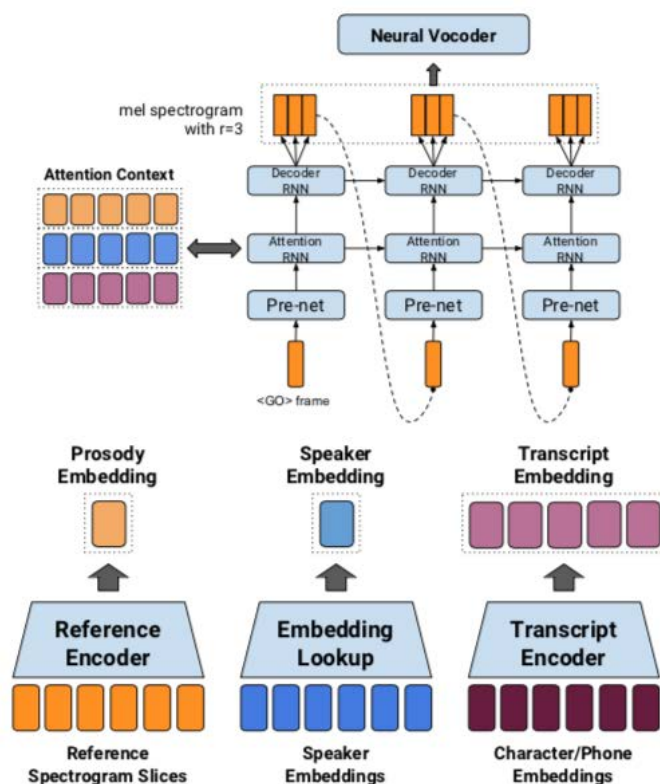 Neural Vocoder
mel spectrogram
with r=3
Attention Context
Decoder
RNN
Decoder
RNN
Decoder
RNN
Attention
RNN
Attention
RNN
Attention
RNN
Pre-net
Pre-net
Pre-net
<GO> frame
Prosody
Embedding
Speaker
Embedding
Transcript
Embedding
Reference
Encoder
Embedding
Lookup
Transcript
Encoder
Reference
Spectrogram Slices
Speaker
Embeddings
Character/Phone
Embeddings